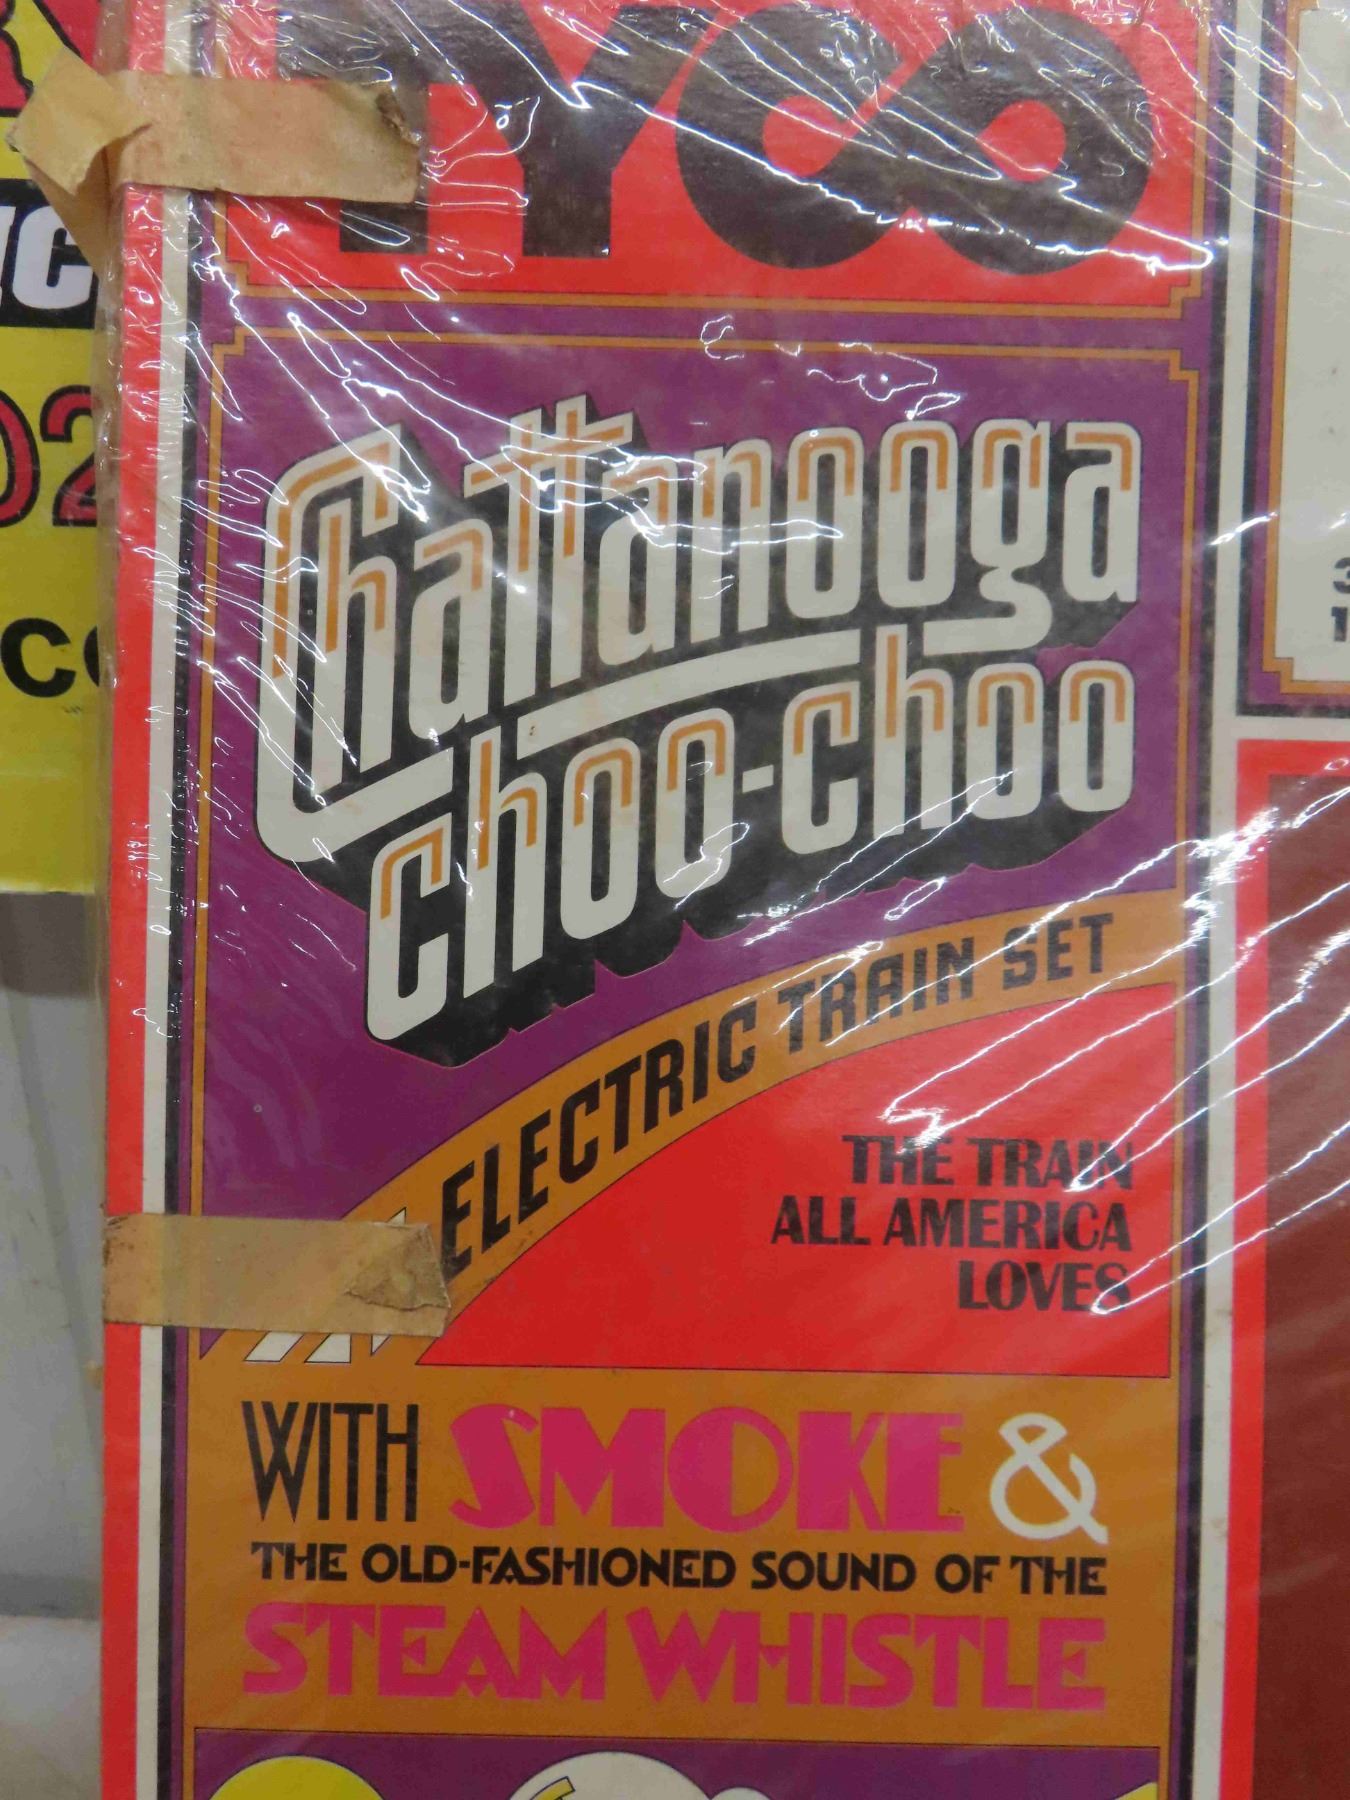 TYCO
Chattanooga
choo-choo
ELECTRIC TRAIN SET
THE TRAIN
ALL AMERICA
LOVES
WITH SMOKE &
THE OLD-FASHIONED SOUND OF THE
STEAM WHISTLE